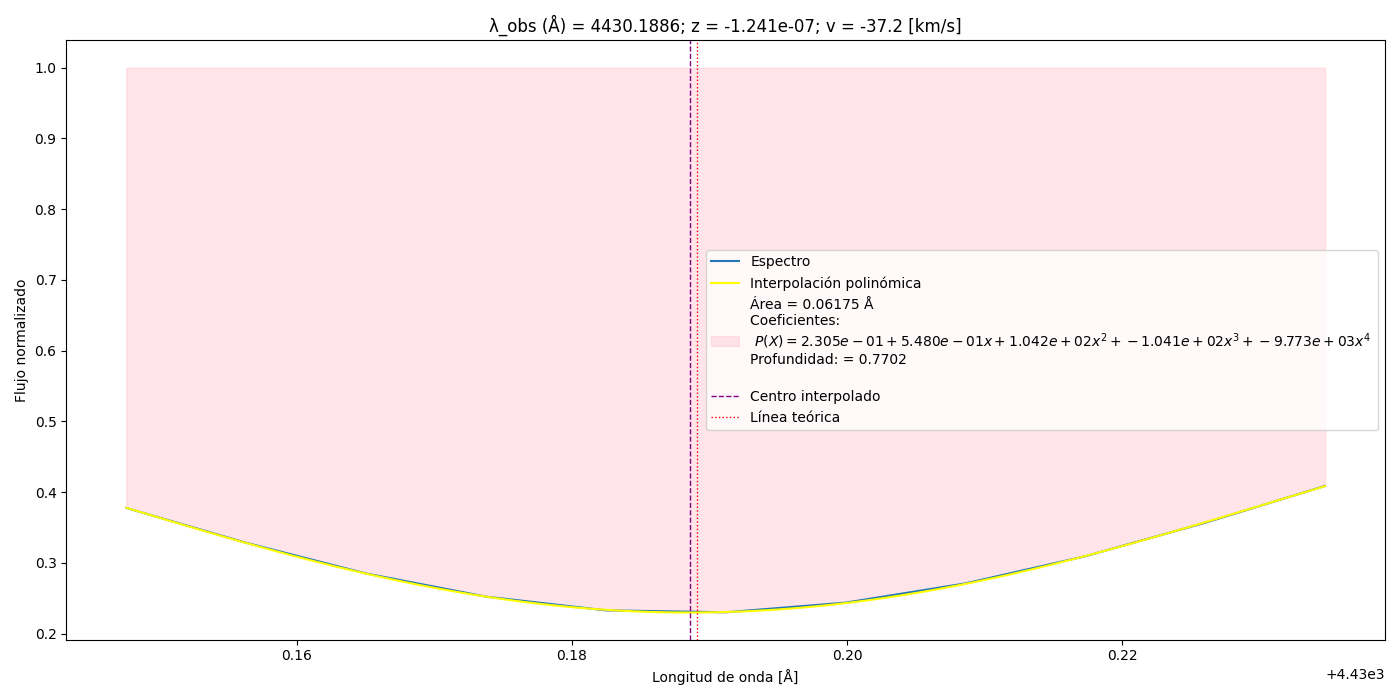 λ_obs (Å) = 4430.1886; z = -1.241e-07; v = -37.2 [km/s]
1.0
0.9
0.8
0.7
0.6
0.5
0.4
0.3
0.2
Flujo normalizado
Espectro
Interpolación polinómica
Área = 0.06175 Å
Coeficientes:
P(X) = 2.305e − 01 + 5.480e − 01x + 1.042e + 02x² + − 1.041e + 02x³ + − 9.773e + 03x⁴
Profundidad: = 0.7702
Centro interpolado
Línea teórica
0.16
0.18
0.20
0.22
+4.43e3
Longitud de onda [Å]